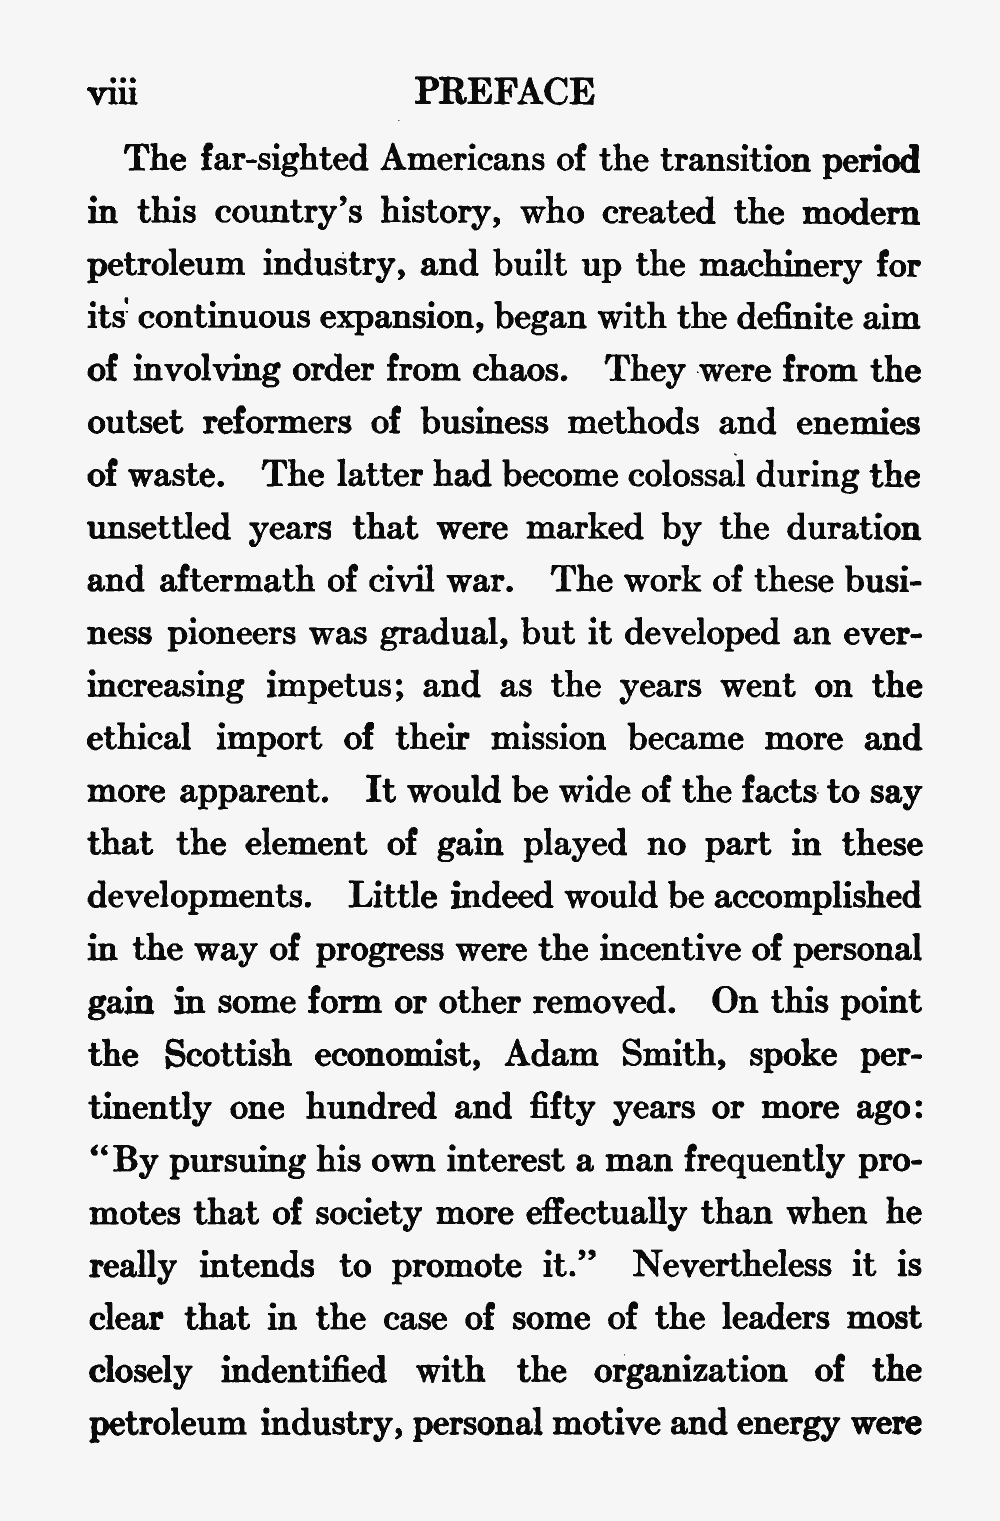 viii PREFACE
The far-sighted Americans of the transition period
in this country's history, who created the modern
petroleum industry, and built up the machinery for
its continuous expansion, began with the definite aim
of involving order from chaos. They were from the
outset reformers of business methods and enemies
of waste. The latter had become colossal during the
unsettled years that were marked by the duration
and aftermath of civil war. The work of these busi-
ness pioneers was gradual, but it developed an ever-
increasing impetus; and as the years went on the
ethical import of their mission became more and
more apparent. It would be wide of the facts to say
that the element of gain played no part in these
developments. Little indeed would be accomplished
in the way of progress were the incentive of personal
gain in some form or other removed. On this point
the Scottish economist, Adam Smith, spoke per-
tinently one hundred and fifty years or more ago:
“By pursuing his own interest a man frequently pro-
motes that of society more effectually than when he
really intends to promote it.” Nevertheless it is
clear that in the case of some of the leaders most
closely indentified with the organization of the
petroleum industry, personal motive and energy were